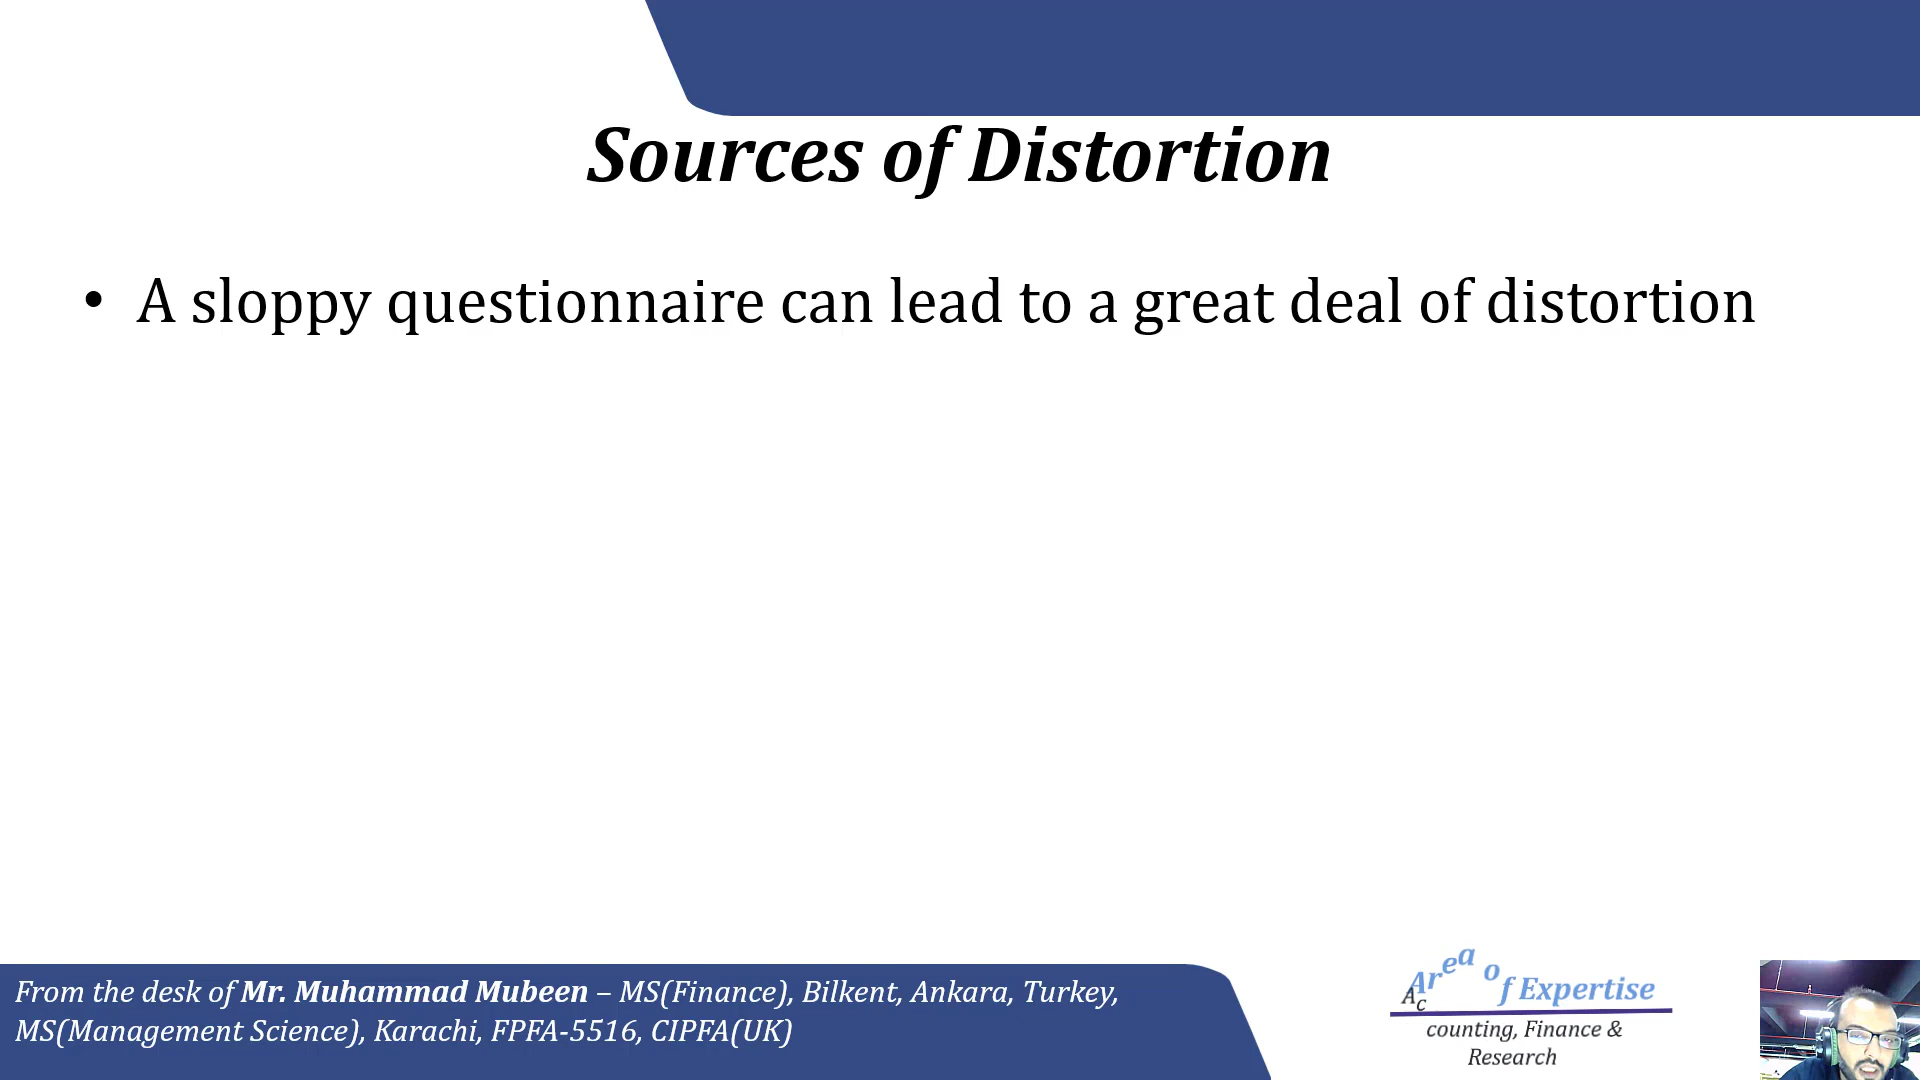 Sources of Distortion
• A sloppy questionnaire can lead to a great deal of distortion
From the desk of Mr. Muhammad Mubeen – MS(Finance), Bilkent, Ankara, Turkey,
MS(Management Science), Karachi, FPFA-5516, CIPFA(UK)
Area of Expertise
Accounting, Finance &
Research